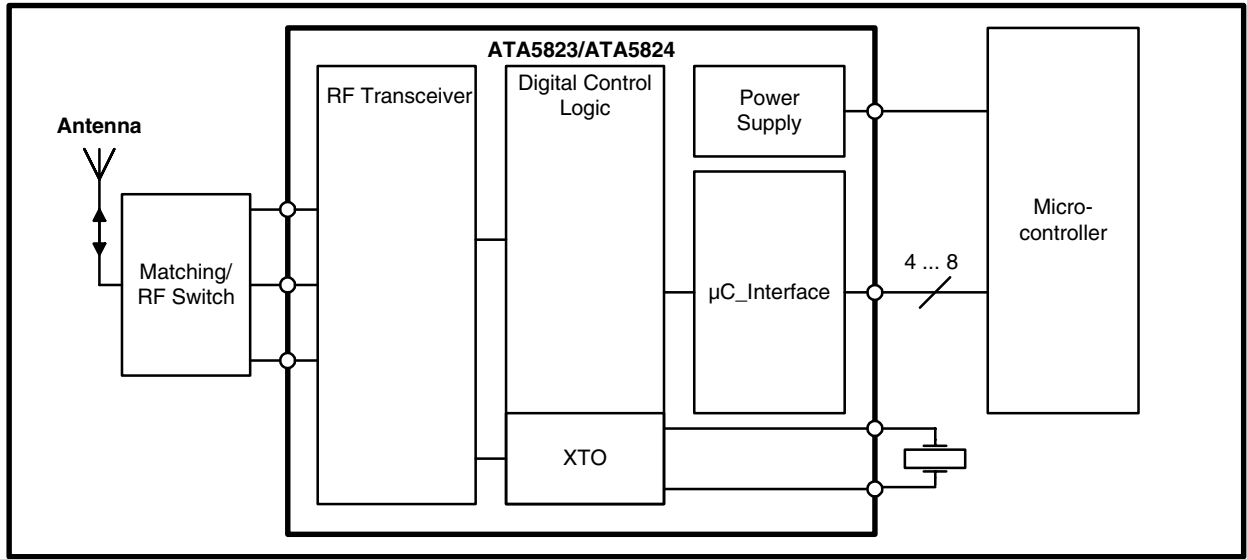 ATA5823/ATA5824
RF Transceiver
Digital Control
Logic
Power
Supply
Antenna
Matching/
RF Switch
µC_Interface
4 ... 8
Micro-
controller
XTO